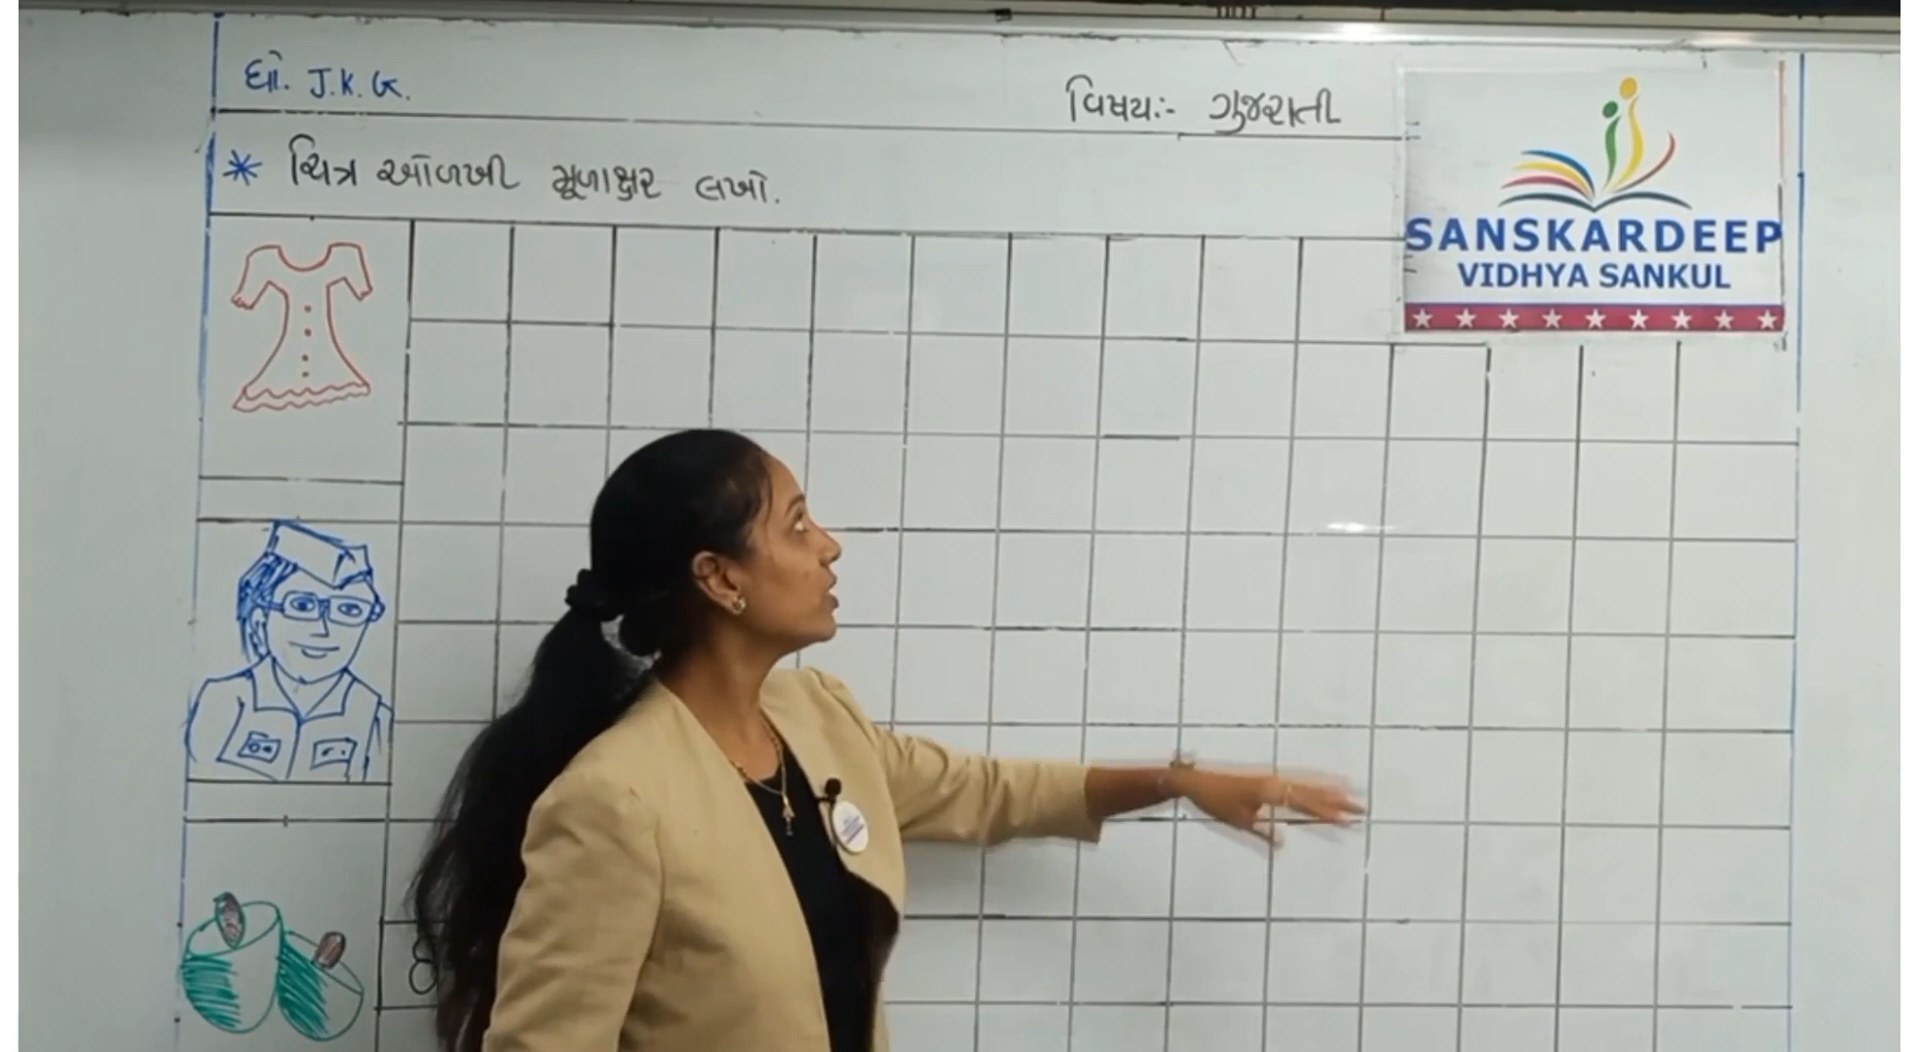 ધો. J.K.G.
વિષય:- ગુજરાતી
* ચિત્ર ઓળખી મૂળાક્ષર લખો.
SANSKARDEEP
VIDHYA SANKUL